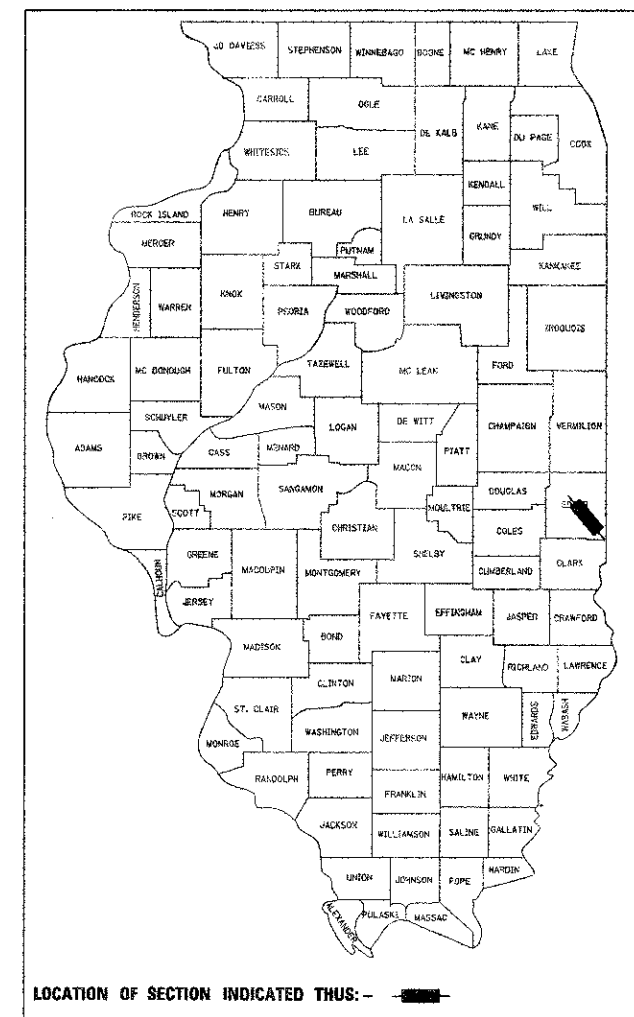 JO DAVIESS STEPHENSON WINNEBAGO BOONE MC HENRY LAKE
CARROLL OGLE DE KALB KANE DU PAGE COOK
WHITESIDE LEE KENDALL WILL
ROCK ISLAND HENRY BUREAU LA SALLE GRUNDY
MERCER PUTNAM KANKAKEE
STARK MARSHALL
HENDERSON WARREN KNOX PEORIA WOODFORD LIVINGSTON IROQUOIS
HANCOCK MC DONOUGH FULTON TAZEWELL MC LEAN FORD
SCHUYLER MASON LOGAN DE WITT CHAMPAIGN VERMILION
ADAMS BROWN CASS MENARD MACON PIATT
PIKE SCOTT MORGAN SANGAMON CHRISTIAN MOULTRIE DOUGLAS
COLES
GREENE MACOUPIN MONTGOMERY SHELBY CUMBERLAND CLARK
CALHOUN JERSEY FAYETTE EFFINGHAM JASPER CRAWFORD
MADISON BOND
CLAY RICHLAND LAWRENCE
CLINTON MARION
ST. CLAIR WAYNE EDWARDS WABASH
MONROE WASHINGTON JEFFERSON
RANDOLPH PERRY HAMILTON WHITE
FRANKLIN
JACKSON WILLIAMSON SALINE GALLATIN
UNION JOHNSON POPE HARDIN
ALEXANDER PULASKI MASSAC
LOCATION OF SECTION INDICATED THUS:-